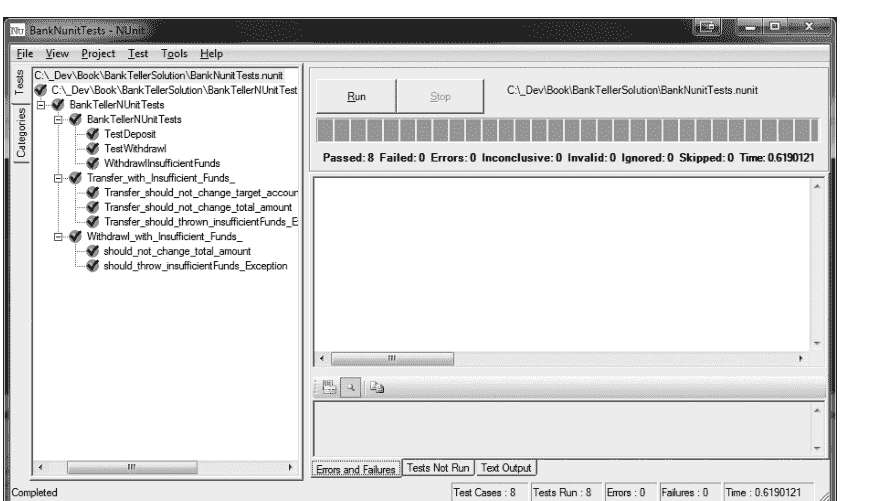 BankNunitTests - NUnit
File View Project Test Tools Help
Tests
Categories
C:\_Dev\Book\BankTellerSolution\BankNunitTests.nunit
C:\_Dev\Book\BankTellerSolution\BankTellerNUnitTest
BankTellerNUnitTests
BankTellerNUnitTests
TestDeposit
TestWithdrawl
WithdrawlInsufficientFunds
Transfer_with_Insufficient_Funds_
Transfer_should_not_change_target_accour
Transfer_should_not_change_total_amount
Transfer_should_thrown_insufficientFunds_E
Withdrawl_with_Insufficient_Funds_
should_not_change_total_amount
should_throw_insufficientFunds_Exception
Run
Stop
C:\_Dev\Book\BankTellerSolution\BankNunitTests.nunit
Passed: 8 Failed: 0 Errors: 0 Inconclusive: 0 Invalid: 0 Ignored: 0 Skipped: 0 Time: 0.6190121
Errors and Failures
Tests Not Run
Text Output
Completed
Test Cases : 8
Tests Run : 8
Errors : 0
Failures : 0
Time : 0.6190121